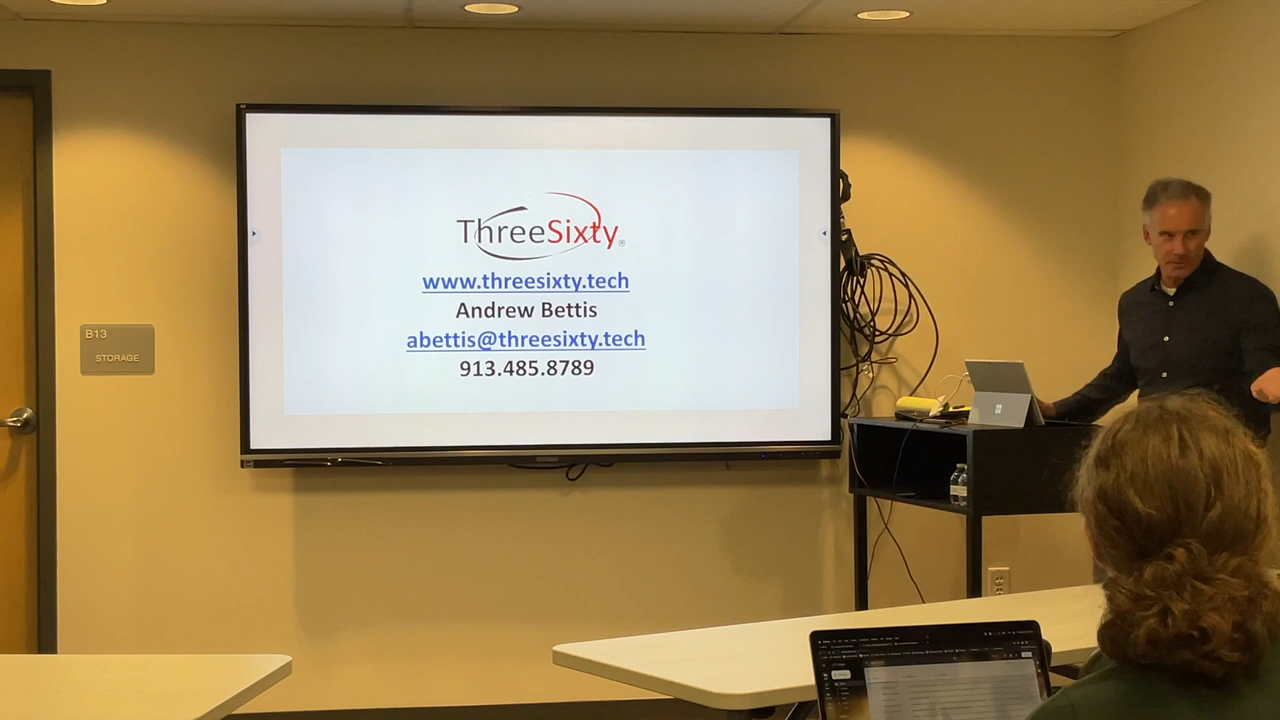 ThreeSixty®
www.threesixty.tech
Andrew Bettis
abettis@threesixty.tech
913.485.8789
B13
STORAGE